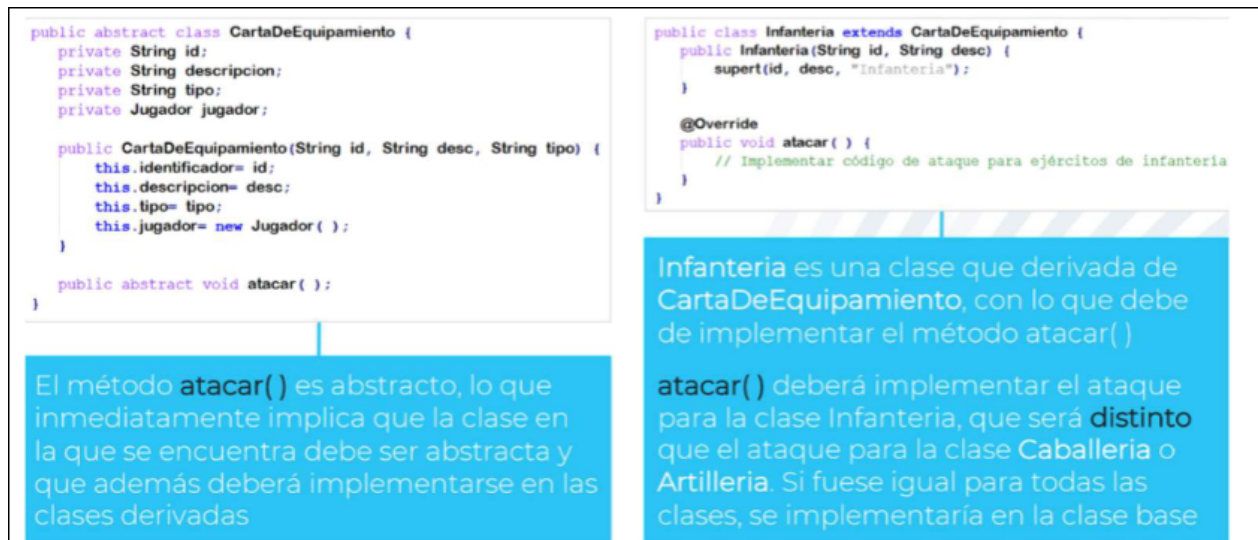 public abstract class CartaDeEquipamiento {
private String id;
private String descripcion;
private String tipo;
private Jugador jugador;
public CartaDeEquipamiento(String id, String desc, String tipo) {
this.identificador= id;
this.descripcion= desc;
this.tipo= tipo;
this.jugador= new Jugador( );
}
public abstract void atacar( );
}
El método atacar( ) es abstracto, lo que
inmediatamente implica que la clase en
la que se encuentra debe ser abstracta y
que además deberá implementarse en las
clases derivadas
public class Infanteria extends CartaDeEquipamiento {
public Infanteria(String id, String desc) {
supert(id, desc, "Infanteria");
}
@Override
public void atacar( ) {
// Implementar código de ataque para ejércitos de infanteria
}
}
Infanteria es una clase que derivada de
CartaDeEquipamiento, con lo que debe
de implementar el método atacar( )
atacar( ) deberá implementar el ataque
para la clase Infanteria, que será distinto
que el ataque para la clase Caballeria o
Artilleria. Si fuese igual para todas las
clases, se implementaría en la clase base